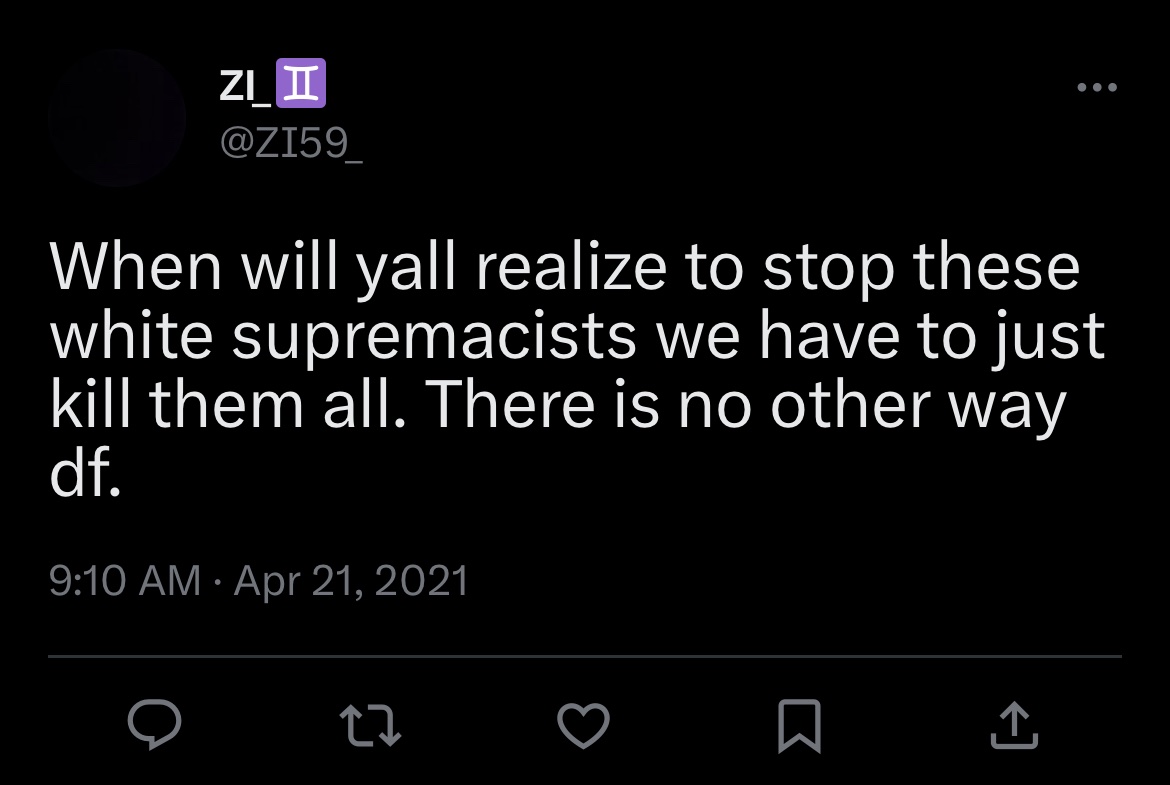 ZI_♊
@ZI59_
When will yall realize to stop these
white supremacists we have to just
kill them all. There is no other way
df.
9:10 AM · Apr 21, 2021